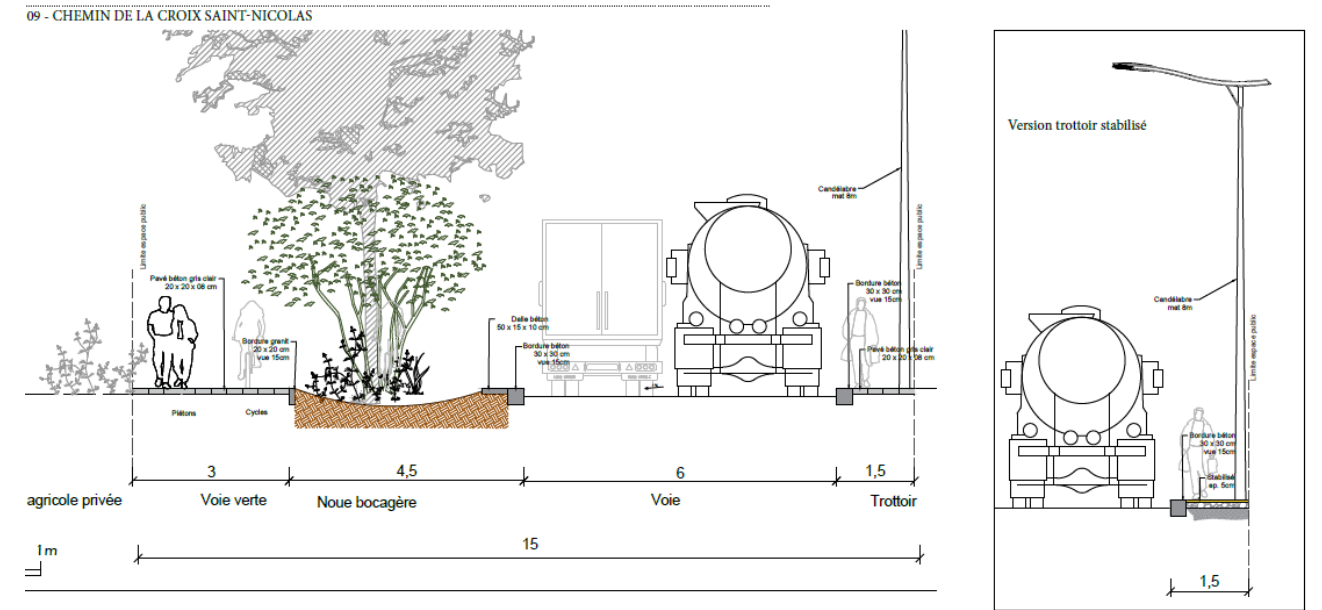 09 - CHEMIN DE LA CROIX SAINT-NICOLAS
Version trottoir stabilisé
Candélabre
mat 8m
Limite espace public
Limite espace public
Pavé béton gris clair
20 x 20 x 08 cm
Bordure granit
20 x 20 cm
vue 15cm
Dalle béton
50 x 15 x 10 cm
Bordure béton
30 x 30 cm
vue 15cm
Bordure béton
30 x 30 cm
vue 15cm
Pavé béton gris clair
20 x 20 x 08 cm
Piétons
Cycles
3
4,5
6
1,5
agricole privée
Voie verte
Noue bocagère
Voie
Trottoir
15
1m
Candélabre
mat 8m
Limite espace public
Bordure béton
30 x 30 cm
vue 15cm
Stabilisé
ep. 5cm
1,5